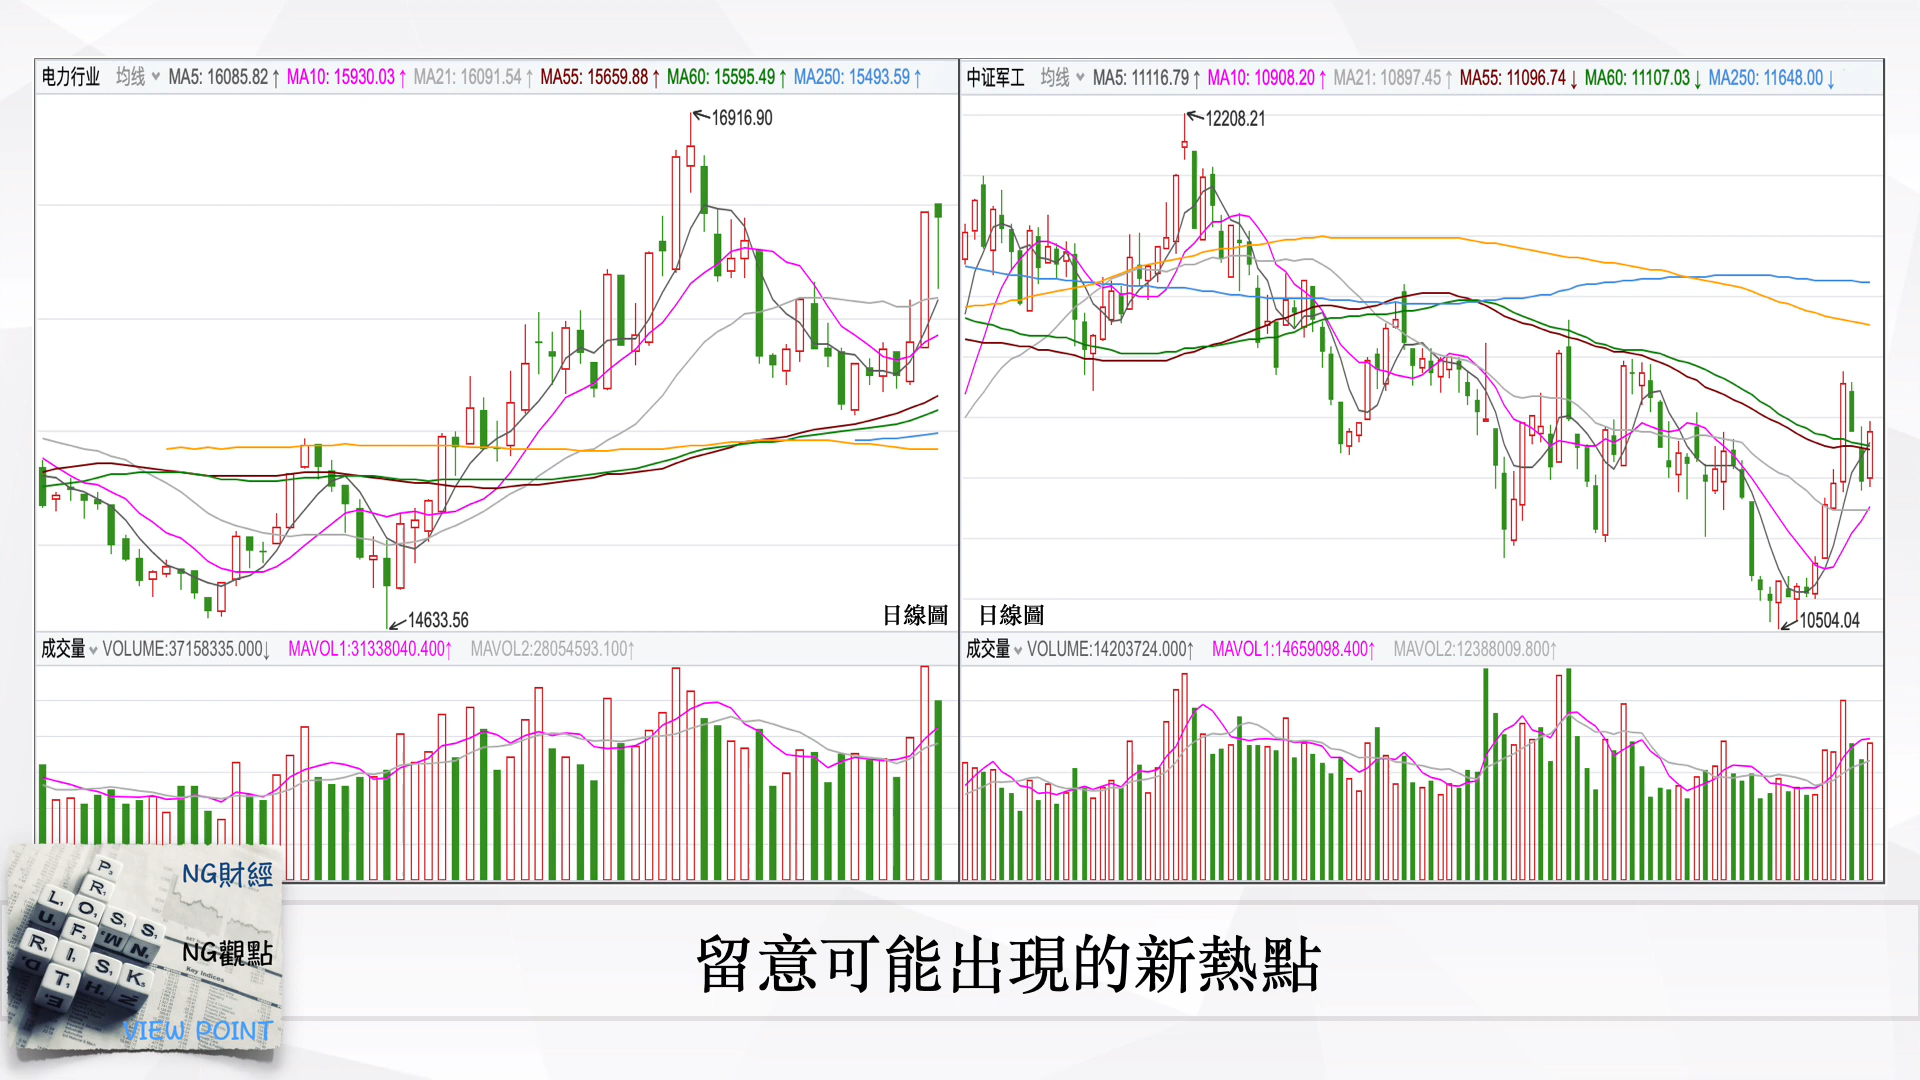 电力行业 均线 MA5: 16085.82↑ MA10: 15930.03↑ MA21: 16091.54↑ MA55: 15659.88↑ MA60: 15595.49↑ MA250: 15493.59↑
中证军工 均线 MA5: 11116.79↑ MA10: 10908.20↑ MA21: 10897.45↑ MA55: 11096.74↓ MA60: 11107.03↓ MA250: 11648.00↓
16916.90
12208.21
14633.56
日線圖
日線圖
10504.04
成交量 VOLUME:37158335.000↓ MAVOL1:31338040.400↑ MAVOL2:28054593.100↑
成交量 VOLUME:14203724.000↑ MAVOL1:14659098.400↑ MAVOL2:12388009.800↑
NG財經
NG觀點
Key Indices
VIEW POINT
留意可能出現的新熱點